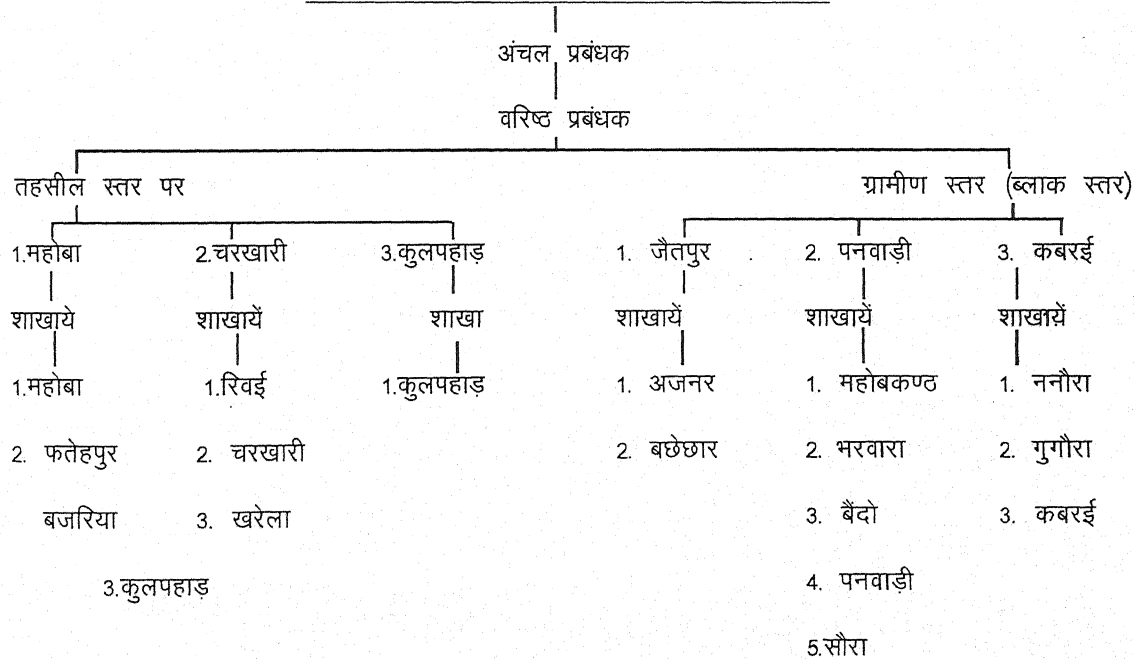 अंचल प्रबंधक
वरिष्ठ प्रबंधक
तहसील स्तर पर ग्रामीण स्तर (ब्लाक स्तर)
1.महोबा 2.चरखारी 3.कुलपहाड़ 1. जैतपुर 2. पनवाड़ी 3. कबरई
शाखाये शाखायें शाखा शाखायें शाखायें शाखायें
1.महोबा 1.रिवई 1.कुलपहाड़ 1. अजनर 1. महोबकण्ठ 1. ननौरा
2. फतेहपुर 2. चरखारी 2. बछेछार 2. भरवारा 2. गुगौरा
बजरिया 3. खरेला 3. बैंदो 3. कबरई
3.कुलपहाड़ 4. पनवाड़ी
5.सौरा